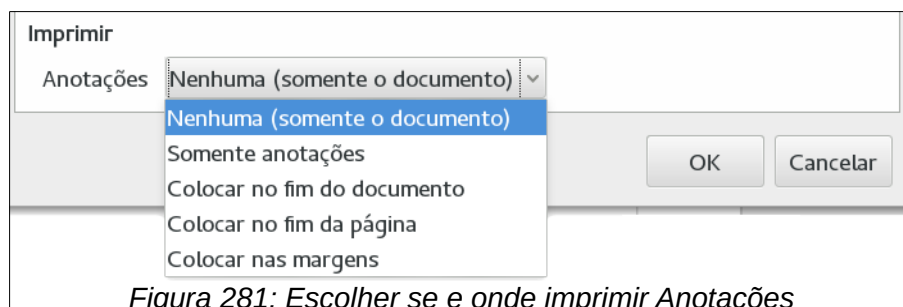 Imprimir
Anotações Nenhuma (somente o documento)
Nenhuma (somente o documento)
Somente anotações
Colocar no fim do documento
Colocar no fim da página
Colocar nas margens
OK Cancelar
Figura 281: Escolher se e onde imprimir Anotações